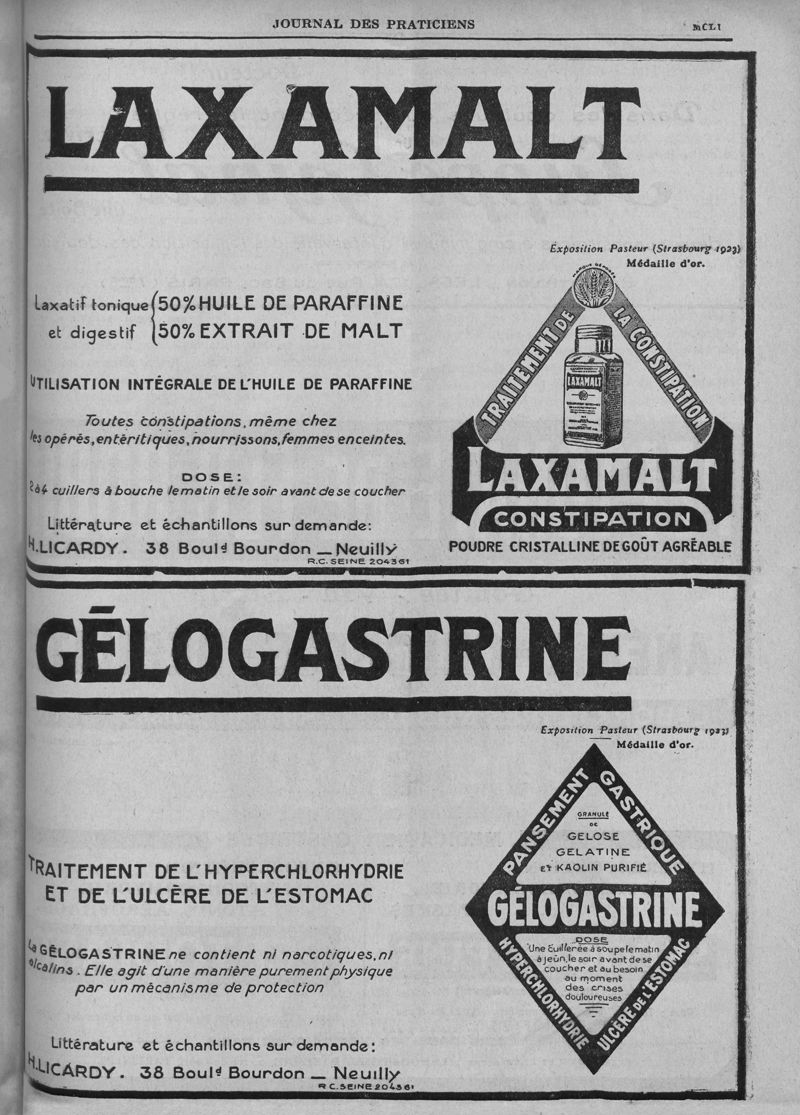 JOURNAL DES PRATICIENS
MCLI
LAXAMALT
Exposition Pasteur (Strasbourg 1923)
Médaille d'or.
Laxatif tonique
et digestif
50% HUILE DE PARAFFINE
50% EXTRAIT DE MALT
UTILISATION INTÉGRALE DE L'HUILE DE PARAFFINE
Toutes constipations, même chez
les opérés, entéritiques, nourrissons, femmes enceintes.
DOSE:
2 à 4 cuillers à bouche le matin et le soir avant de se coucher
Littérature et échantillons sur demande:
H. LICARDY. 38 Boulᵈ Bourdon _ Neuilly
R.C. SEINE 204361
MARQUE DÉPOSÉE
TRAITEMENT DE
LA CONSTIPATION
LAXAMALT
LAXAMALT
CONSTIPATION
POUDRE CRISTALLINE DE GOÛT AGRÉABLE
GÉLOGASTRINE
Exposition Pasteur (Strasbourg 1923)
Médaille d'or.
TRAITEMENT DE L'HYPERCHLORHYDRIE
ET DE L'ULCÈRE DE L'ESTOMAC
La GÉLOGASTRINE ne contient ni narcotiques, ni
alcalins. Elle agit d'une manière purement physique
par un mécanisme de protection
Littérature et échantillons sur demande:
H. LICARDY. 38 Boulᵈ Bourdon _ Neuilly
R C. SEINE 204361
PANSEMENT
GASTRIQUE
GRANULÉ
DE
GELOSE
GELATINE
ET KAOLIN PURIFIÉ
GÉLOGASTRINE
DOSE
Une Cuillerée à soupe le matin
à jeûn, le soir avant de se
coucher et au besoin
au moment
des crises
douloureuses
HYPERCHLORHYDRIE
ULCÈRE DE L'ESTOMAC